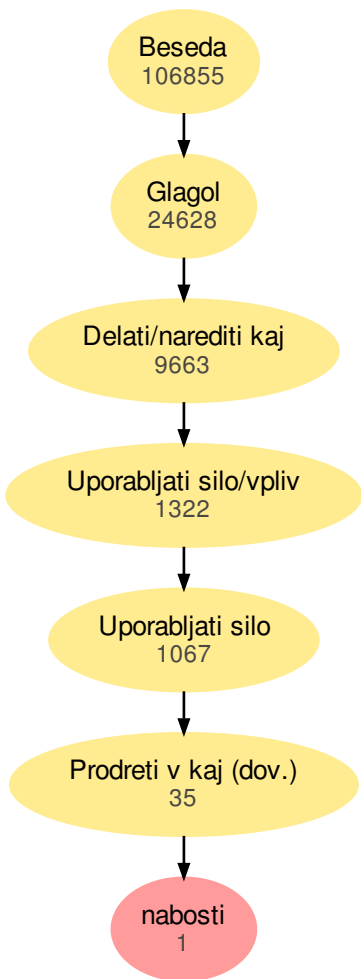 Beseda
106855
Glagol
24628
Delati/narediti kaj
9663
Uporabljati silo/vpliv
1322
Uporabljati silo
1067
Prodreti v kaj (dov.)
35
nabosti
1